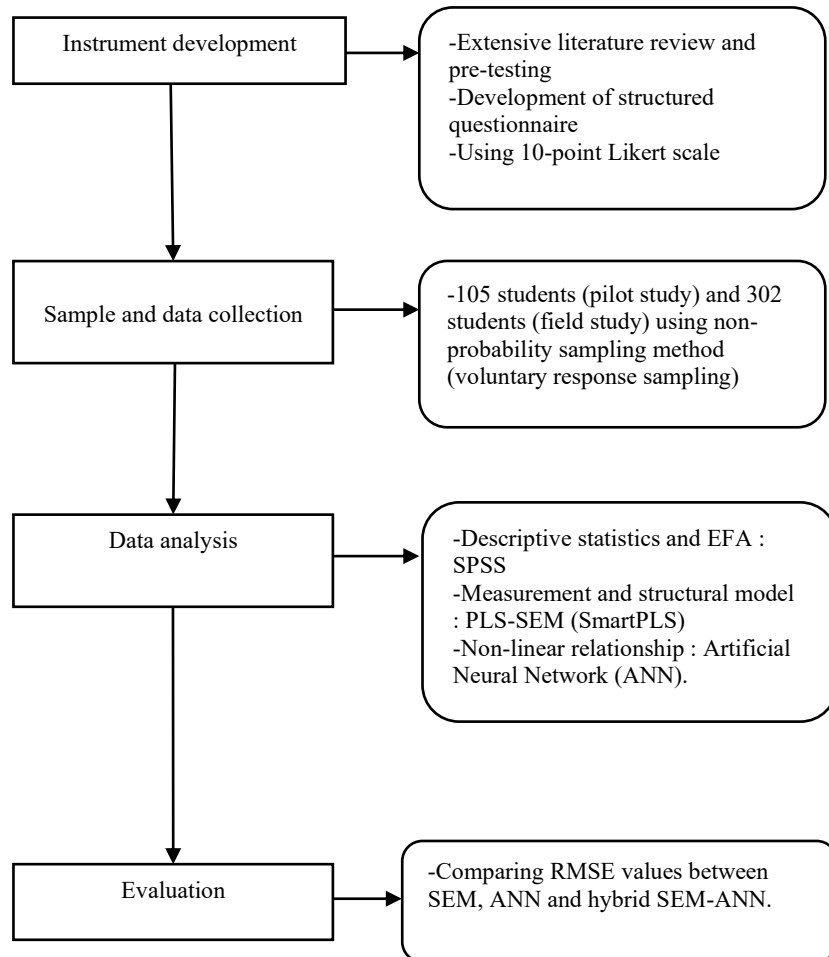 Instrument development
-Extensive literature review and
pre-testing
-Development of structured
questionnaire
-Using 10-point Likert scale
Sample and data collection
-105 students (pilot study) and 302
students (field study) using non-
probability sampling method
(voluntary response sampling)
Data analysis
-Descriptive statistics and EFA :
SPSS
-Measurement and structural model
: PLS-SEM (SmartPLS)
-Non-linear relationship : Artificial
Neural Network (ANN).
Evaluation
-Comparing RMSE values between
SEM, ANN and hybrid SEM-ANN.